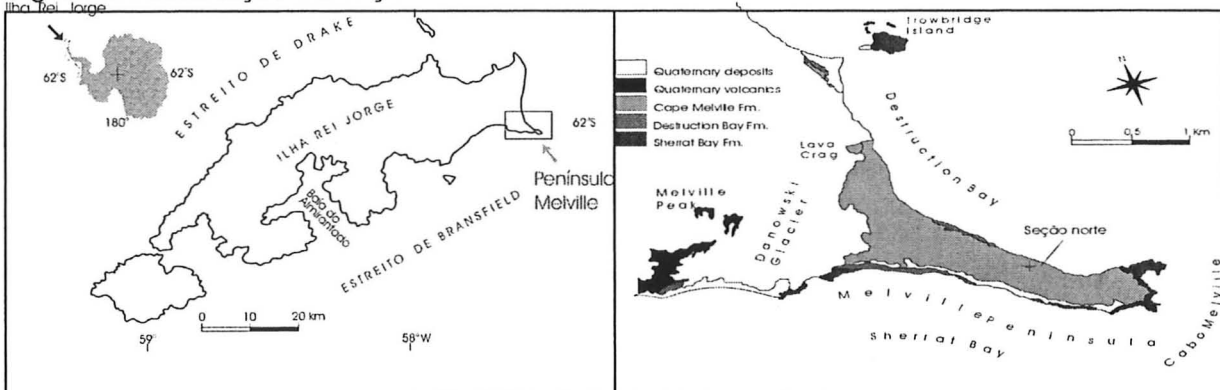 Ilha Rei Jorge
62°S
62°S
180°
ESTREITO DE DRAKE
ILHA REI JORGE
Baía do
Almirantado
ESTREITO DE BRANSFIELD
62°S
Península
Melville
0 10 20 km
59°
58°W
Quaternary deposits
Quaternary volcanics
Cape Melville Fm.
Destruction Bay Fm.
Sherrat Bay Fm.
Trowbridge
Island
N
0 0,5 1 Km
Destruction Bay
Lava
Crag
Melville
Peak
Danowski
Glacier
Seção norte
Melville Peninsula
Sherrat Bay
Cabo Melville